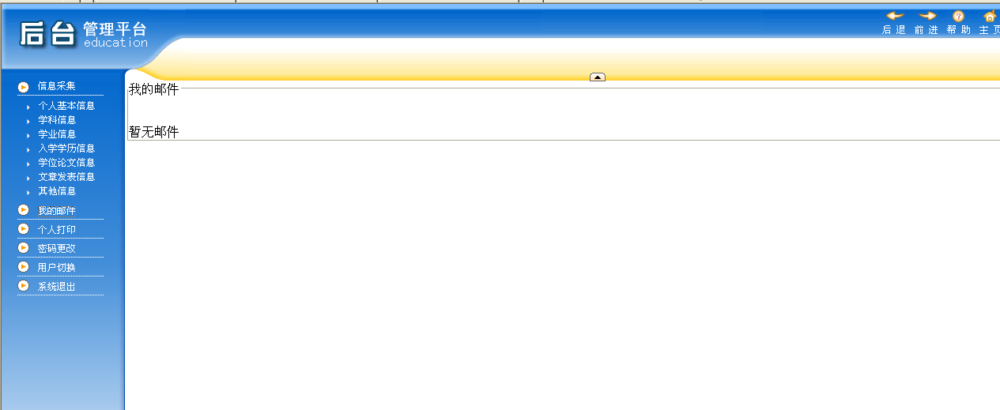 后台 管理平台
education
后退 前进 帮助 主页
信息采集
个人基本信息
学科信息
学业信息
入学学历信息
学位论文信息
文章发表信息
其他信息
我的邮件
个人打印
密码更改
用户切换
系统退出
我的邮件
暂无邮件